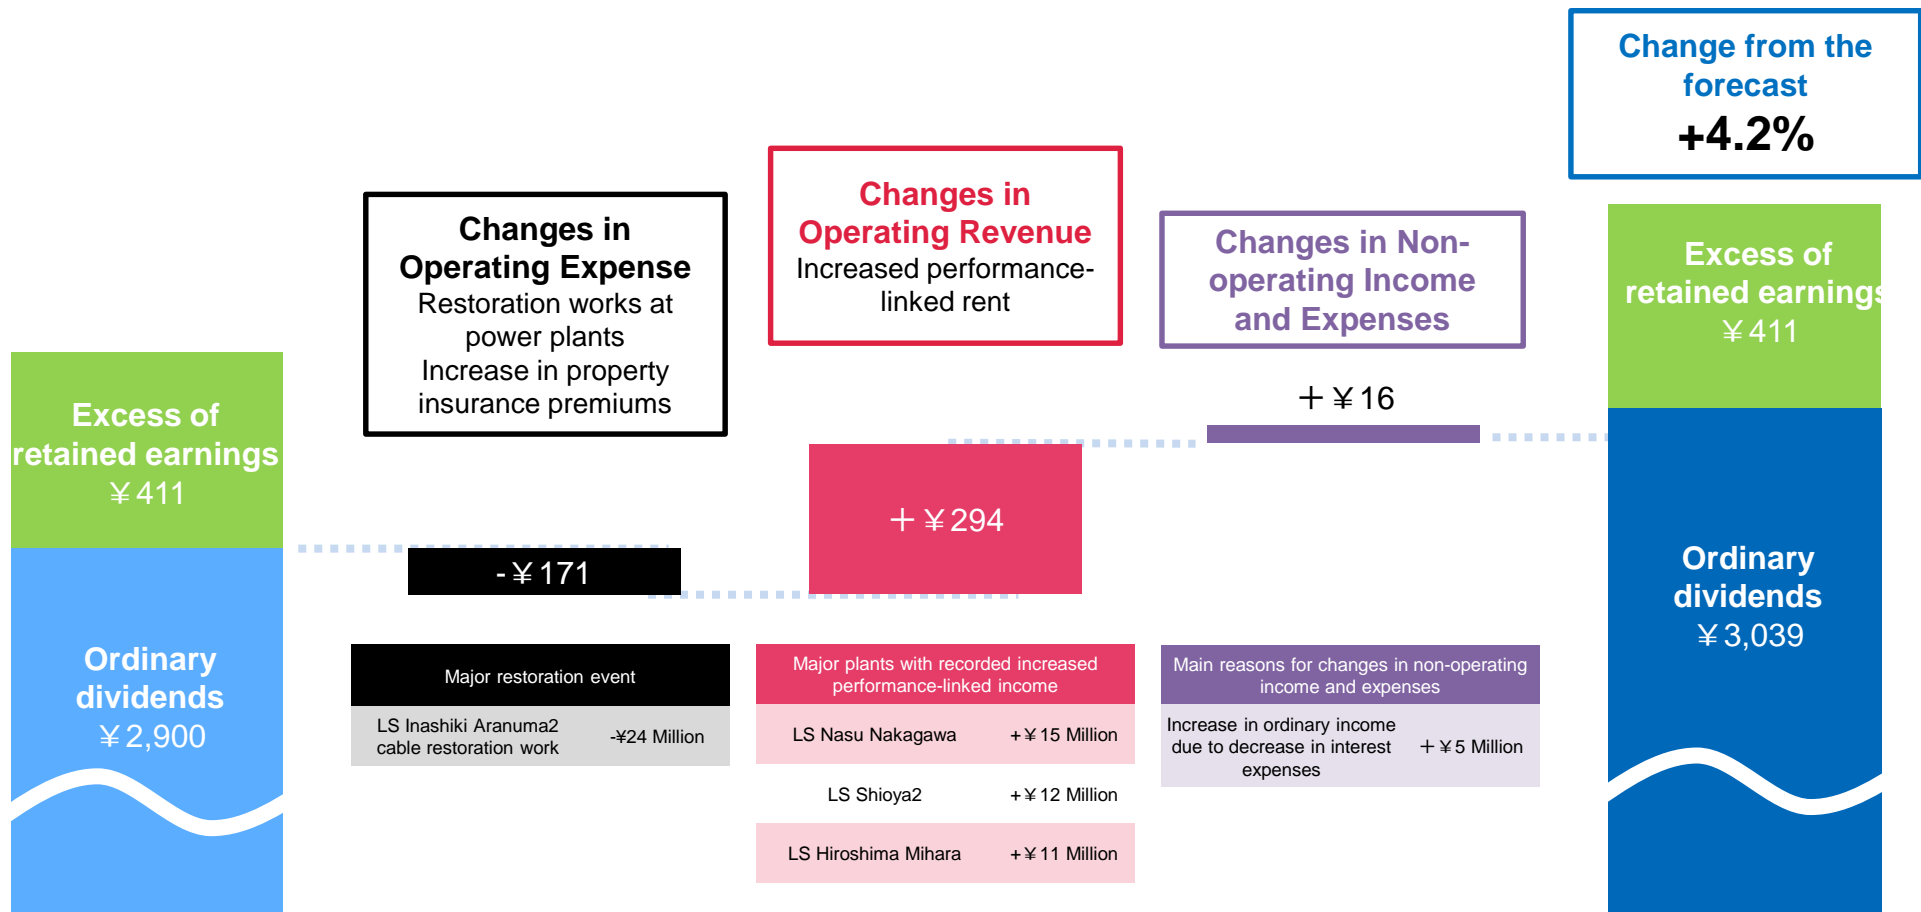 Change from the
forecast
+4.2%
Changes in
Operating Expense
Restoration works at
power plants
Increase in property
insurance premiums
Changes in
Operating Revenue
Increased performance-
linked rent
Changes in Non-
operating Income
and Expenses
Excess of
retained earnings
￥411
Ordinary
dividends
￥2,900
-￥171
＋￥294
＋￥16
Excess of
retained earnings
￥411
Ordinary
dividends
￥3,039
Major restoration event
LS Inashiki Aranuma2
cable restoration work
-¥24 Million
Major plants with recorded increased
performance-linked income
LS Nasu Nakagawa
+￥15 Million
LS Shioya2
+￥12 Million
LS Hiroshima Mihara
+￥11 Million
Main reasons for changes in non-operating
income and expenses
Increase in ordinary income
due to decrease in interest
expenses
＋￥5 Million